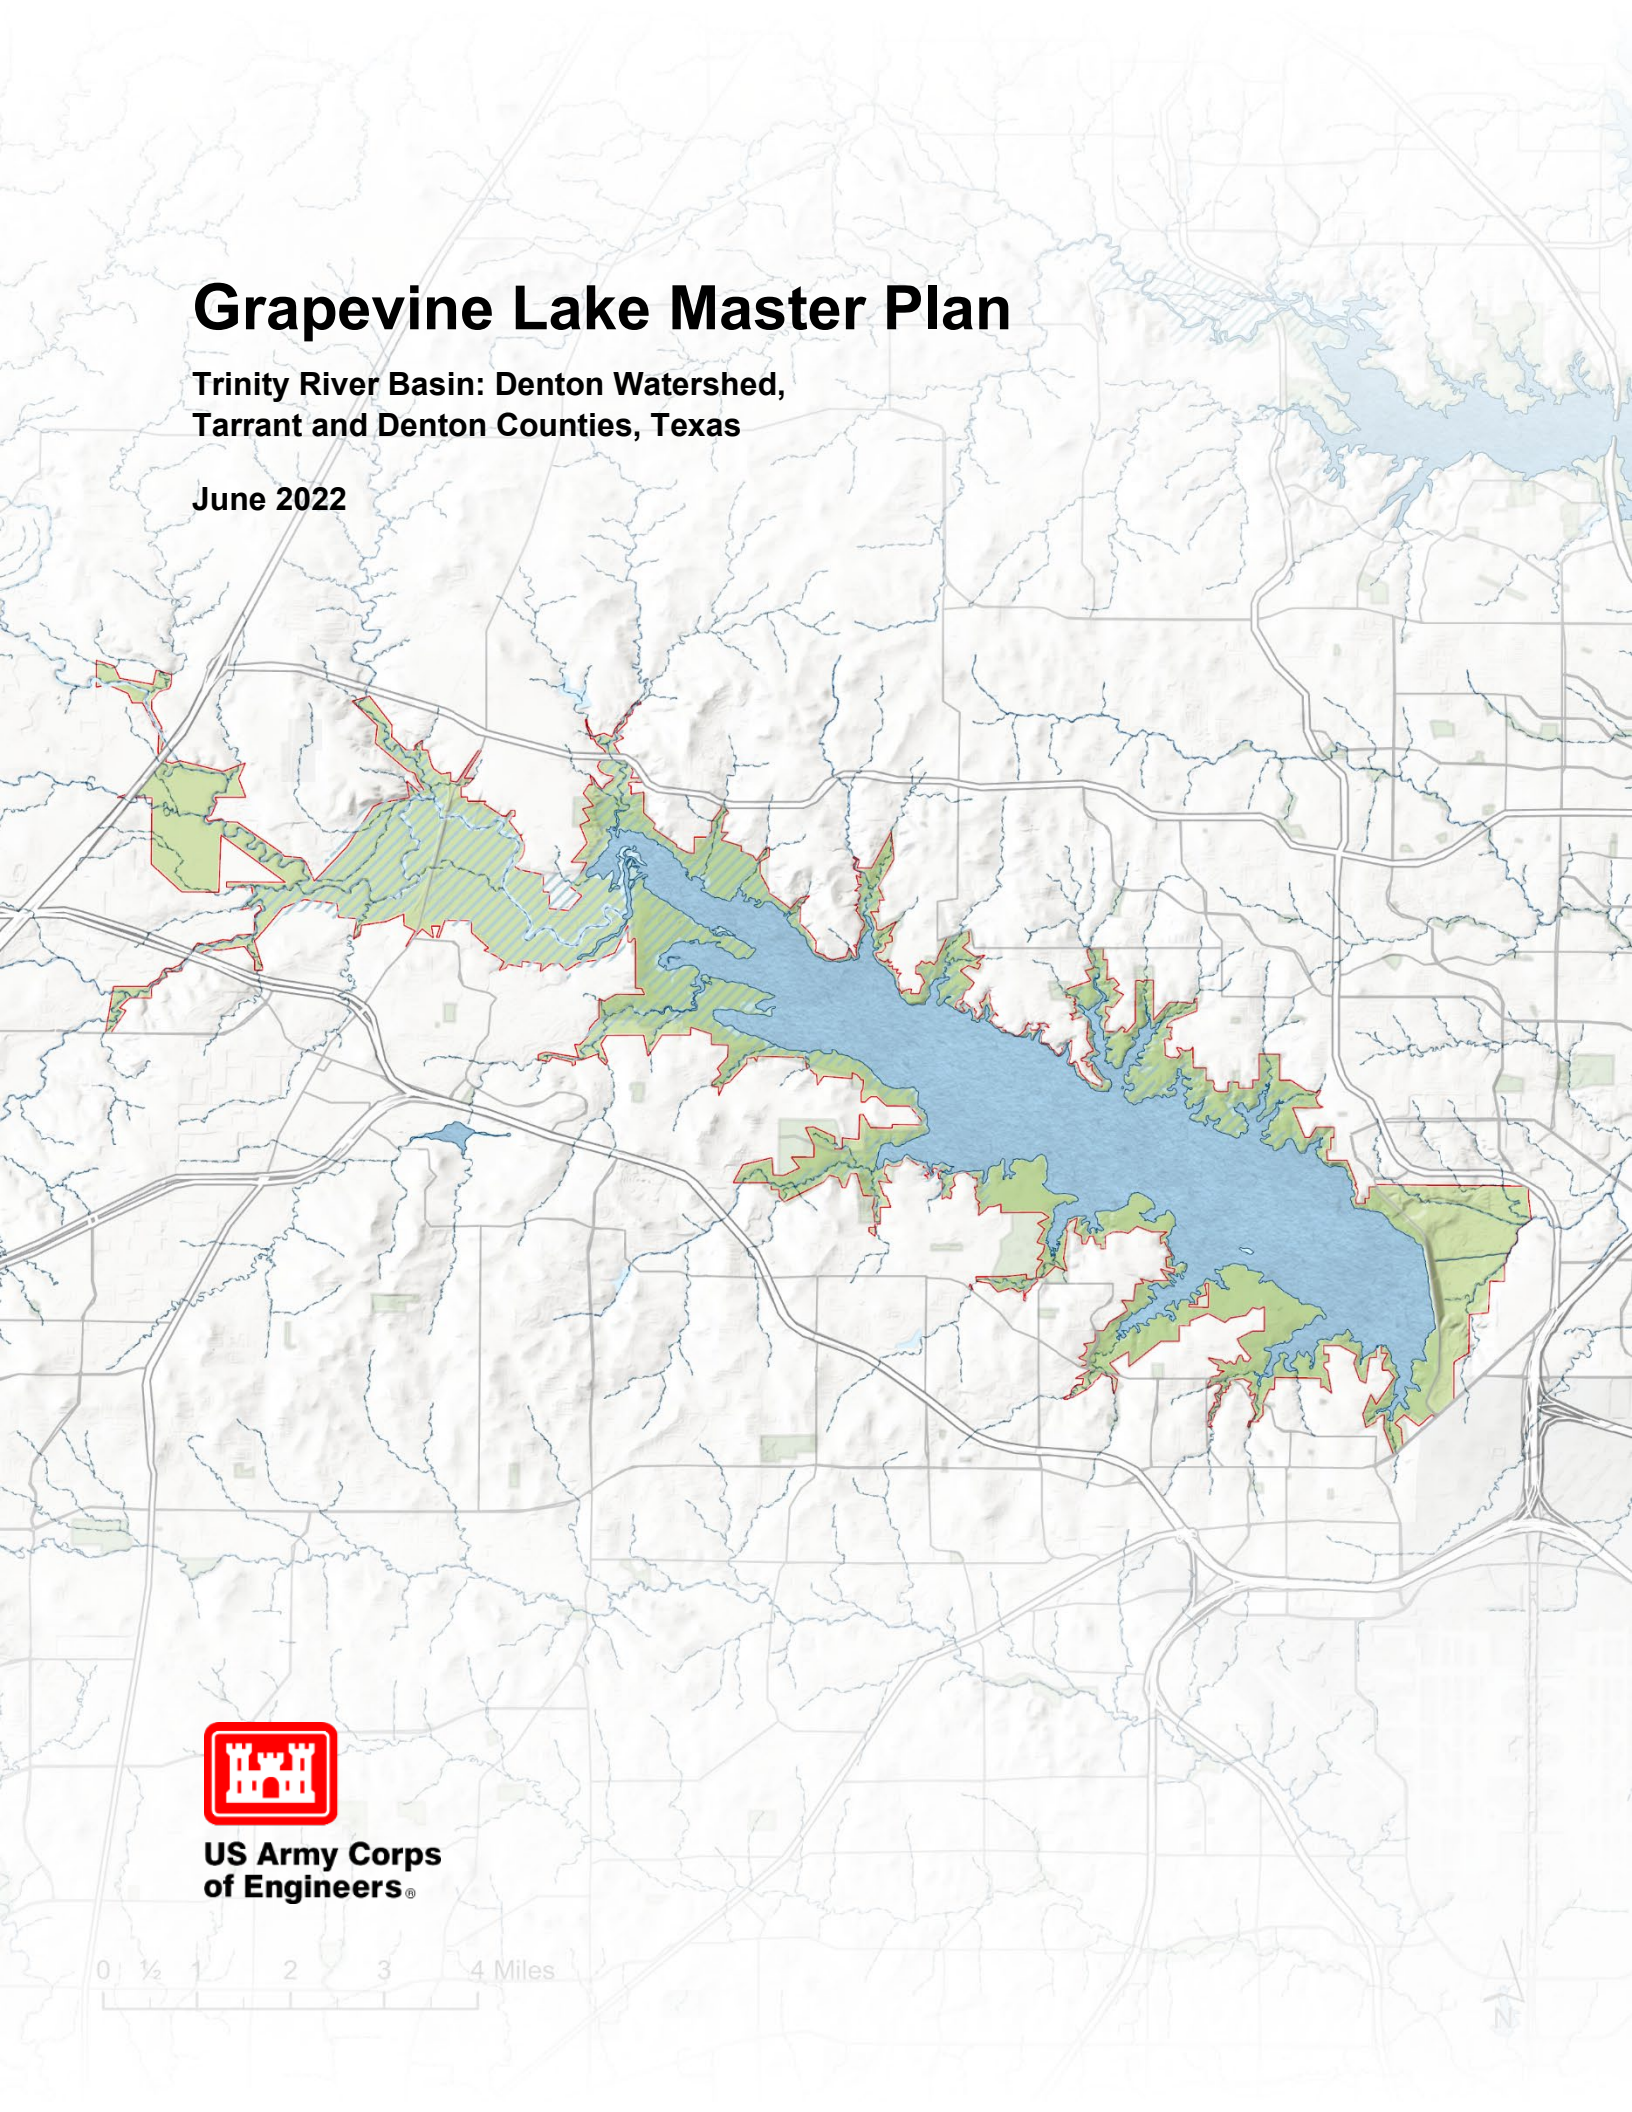 Grapevine Lake Master Plan
Trinity River Basin: Denton Watershed,
Tarrant and Denton Counties, Texas
June 2022
US Army Corps
of Engineers®
0 ½ 1 2 3 4 Miles
N